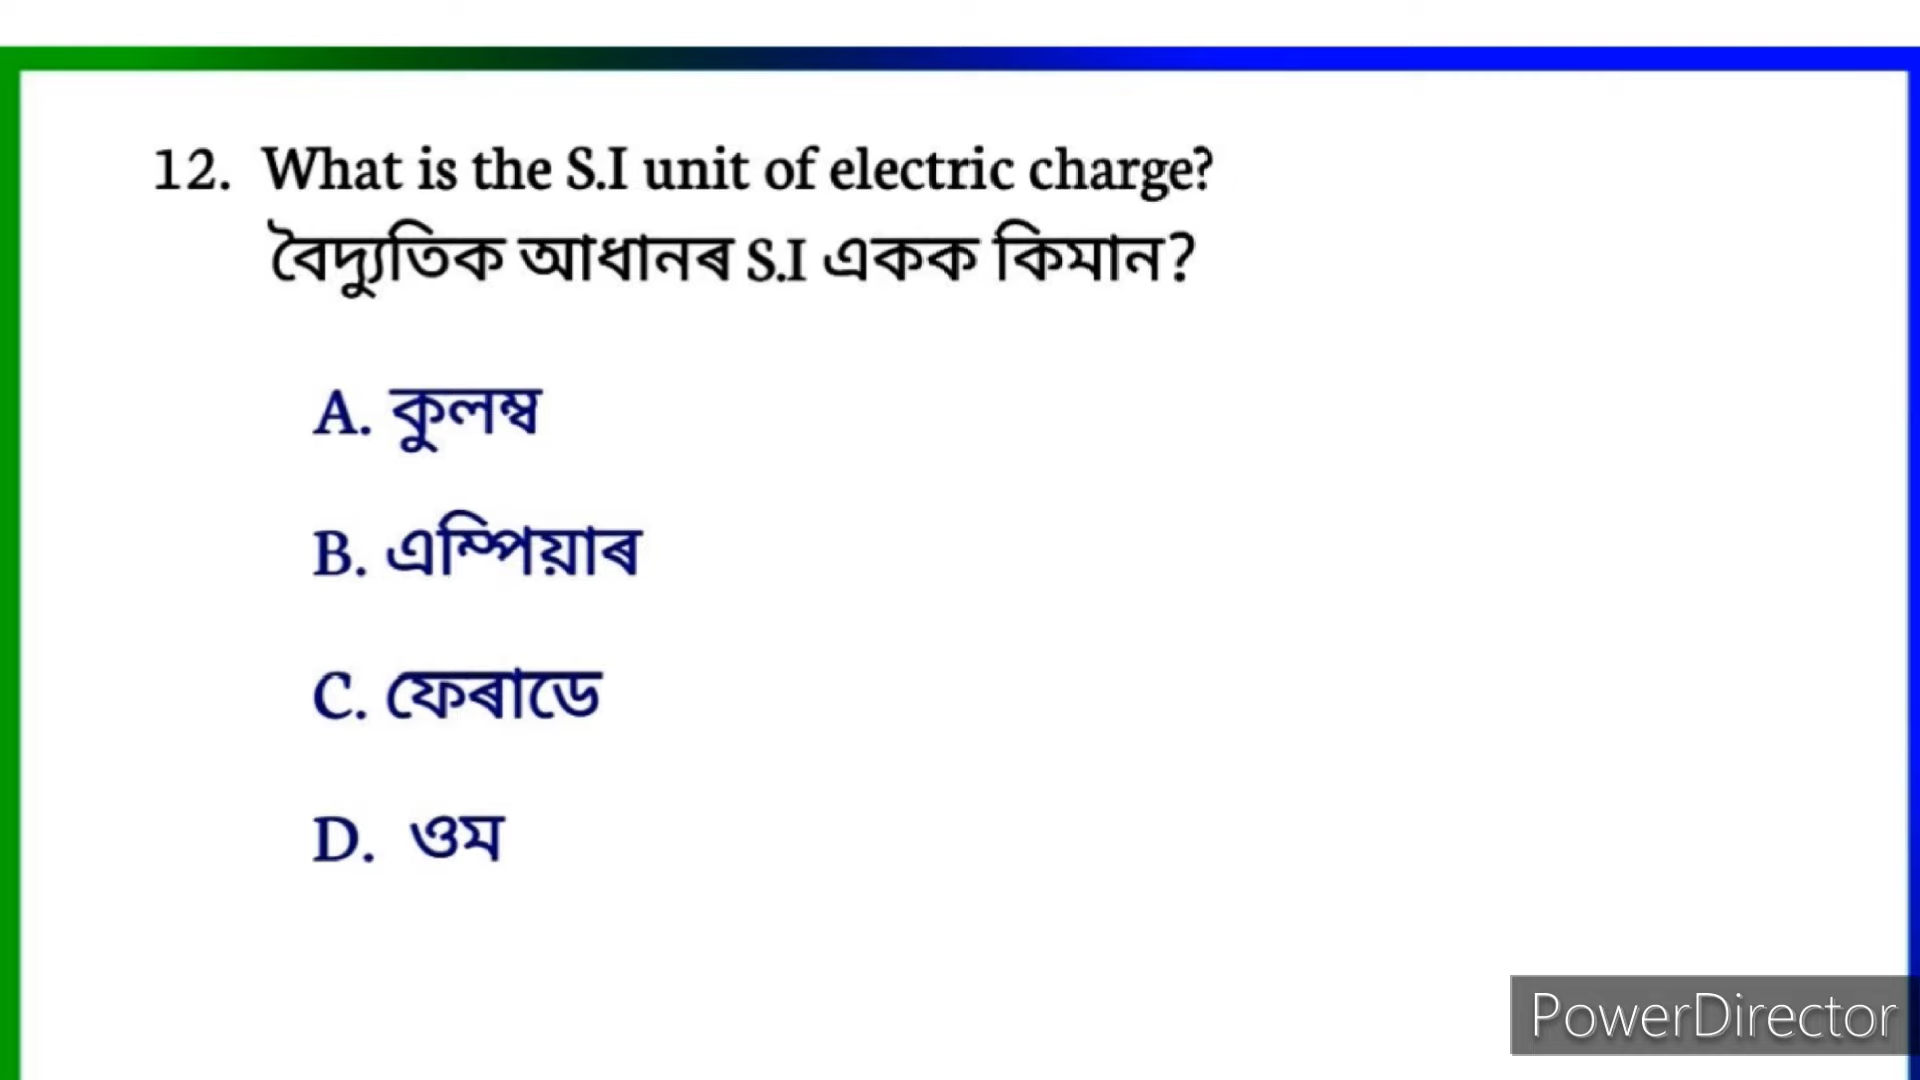 12. What is the S.I unit of electric charge?
বৈদ্যুতিক আধানৰ S.I একক কিমান?
A. কুলম্ব
B. এম্পিয়াৰ
C. ফেৰাডে
D. ওম
PowerDirector